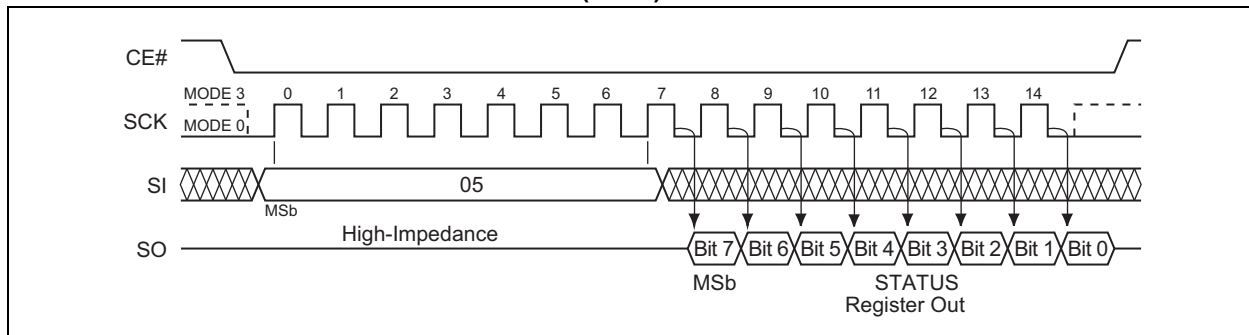 CE#
MODE 3 0 1 2 3 4 5 6 7 8 9 10 11 12 13 14
SCK MODE 0
SI 05
MSb
High-Impedance
SO Bit 7 Bit 6 Bit 5 Bit 4 Bit 3 Bit 2 Bit 1 Bit 0
MSb STATUS
Register Out